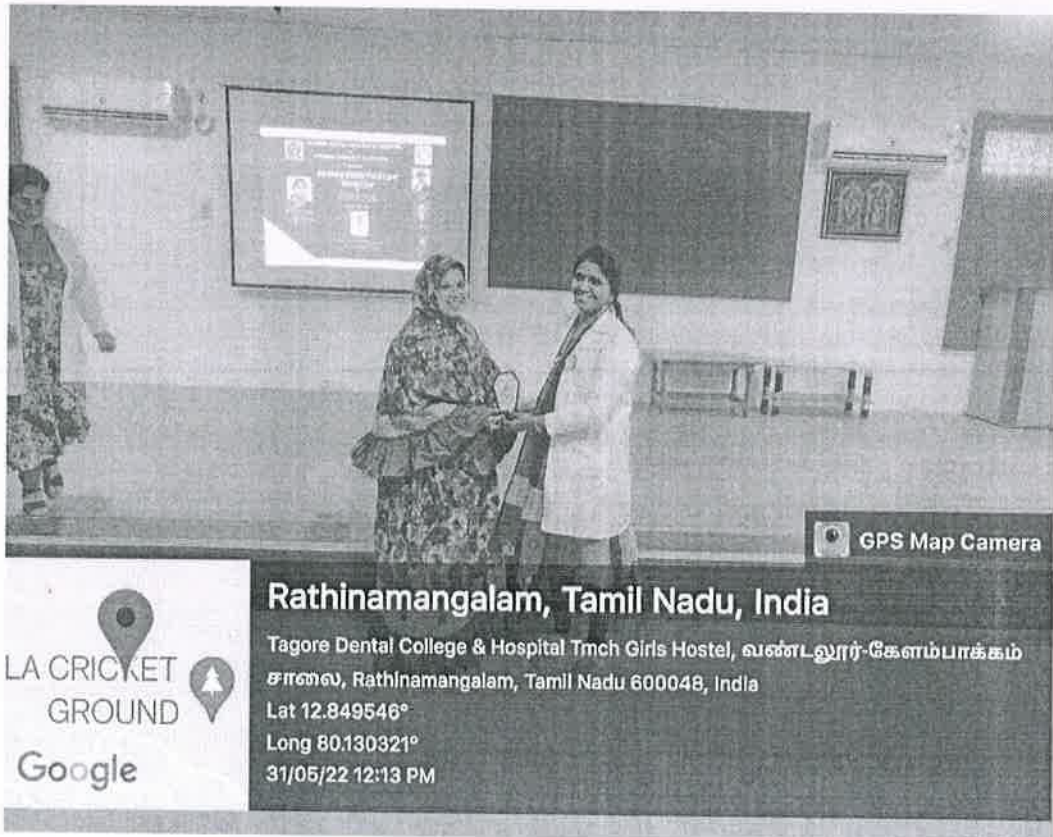 GPS Map Camera
Rathinamangalam, Tamil Nadu, India
Tagore Dental College & Hospital Tmch Girls Hostel, வண்டலூர்-கேளம்பாக்கம்
சாலை, Rathinamangalam, Tamil Nadu 600048, India
Lat 12.849546°
Long 80.130321°
31/05/22 12:13 PM
LA CRICKET
GROUND
Google